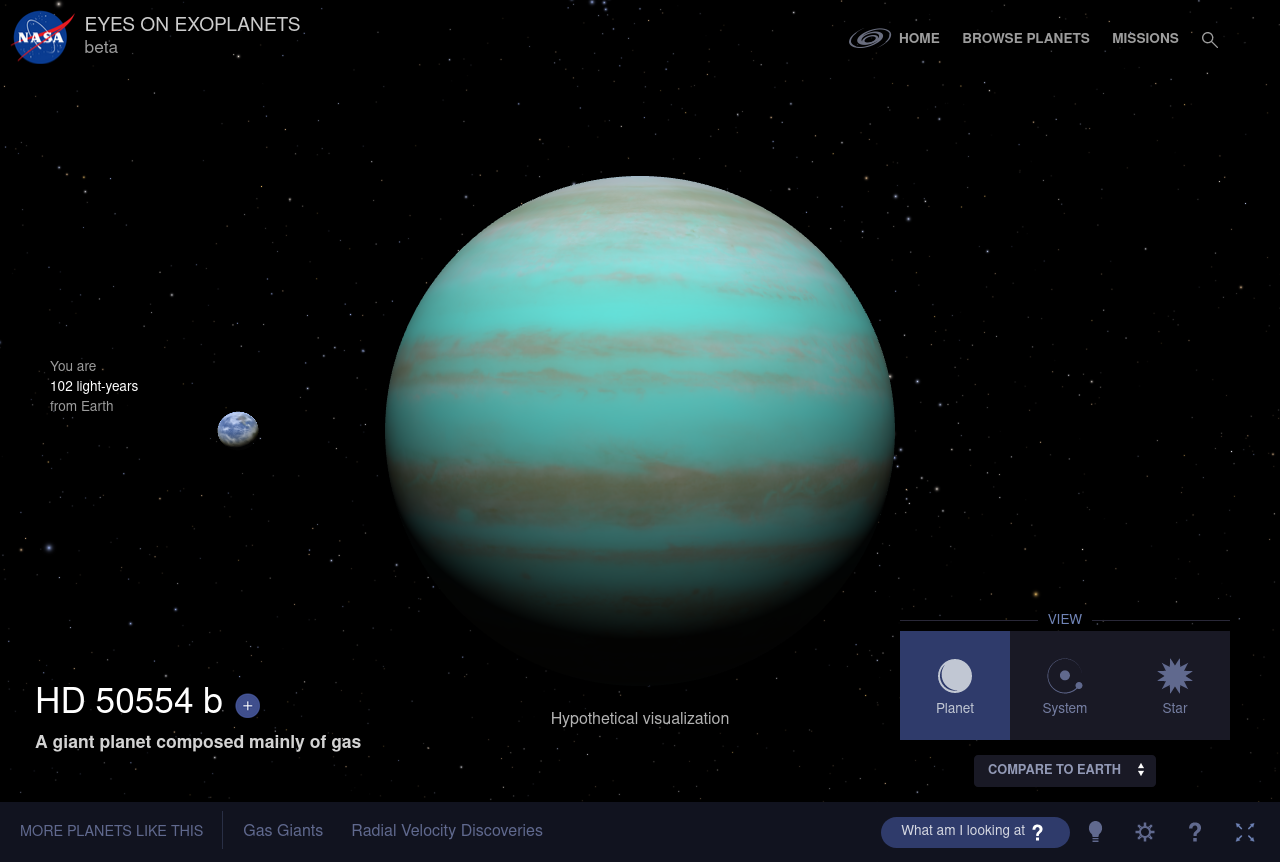 NASA
EYES ON EXOPLANETS
beta
HOME
BROWSE PLANETS
MISSIONS
You are
102 light-years
from Earth
VIEW
Planet
System
Star
HD 50554 b +
A giant planet composed mainly of gas
Hypothetical visualization
COMPARE TO EARTH
MORE PLANETS LIKE THIS
Gas Giants
Radial Velocity Discoveries
What am I looking at ?
?